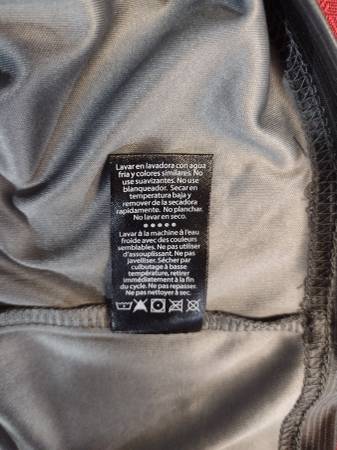 Lavar en lavadora con agua
fría y colores similares. No
use suavizantes. No use
blanqueador. Secar en
temperatura baja y
remover de la secadora
rapidamente. No planchar.
No lavar en seco.
Lavar à la machine à l'eau
froide avec des couleurs
semblables. Ne pas utiliser
d'assouplissant. Ne pas
javelliser. Sécher par
culbutage à basse
température, retirer
immédiatement à la fin
du cycle. Ne pas repasser.
Ne pas nettoyer à sec.